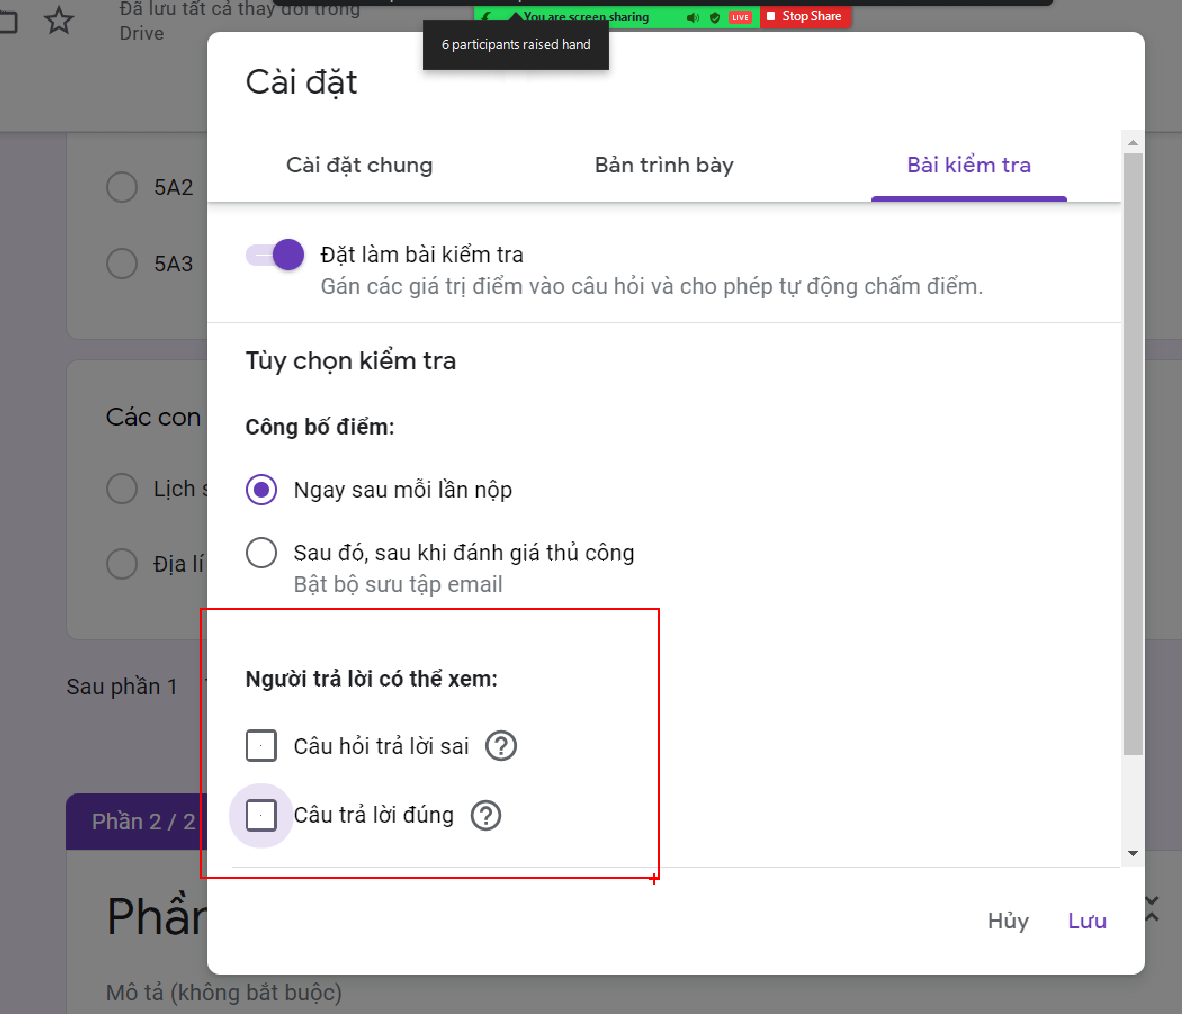 Đã lưu tất cả thay đổi trong
Drive
You are screen sharing
LIVE
Stop Share
6 participants raised hand
Cài đặt
Cài đặt chung
Bản trình bày
Bài kiểm tra
5A2
5A3
Đặt làm bài kiểm tra
Gán các giá trị điểm vào câu hỏi và cho phép tự động chấm điểm.
Tùy chọn kiểm tra
Các con
Công bố điểm:
Lịch s
Ngay sau mỗi lần nộp
Địa lí
Sau đó, sau khi đánh giá thủ công
Bật bộ sưu tập email
Sau phần 1
Người trả lời có thể xem:
Câu hỏi trả lời sai
Câu trả lời đúng
Phần 2 / 2
Phần
Hủy
Lưu
Mô tả (không bắt buộc)